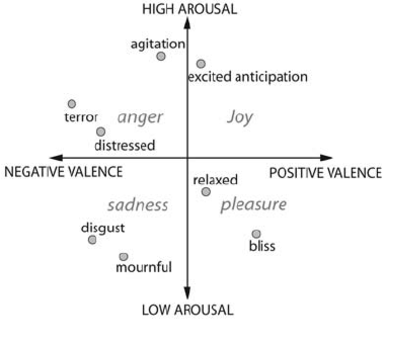 HIGH AROUSAL
agitation
excited anticipation
terror
anger
Joy
distressed
NEGATIVE VALENCE
POSITIVE VALENCE
relaxed
sadness
pleasure
disgust
bliss
mournful
LOW AROUSAL